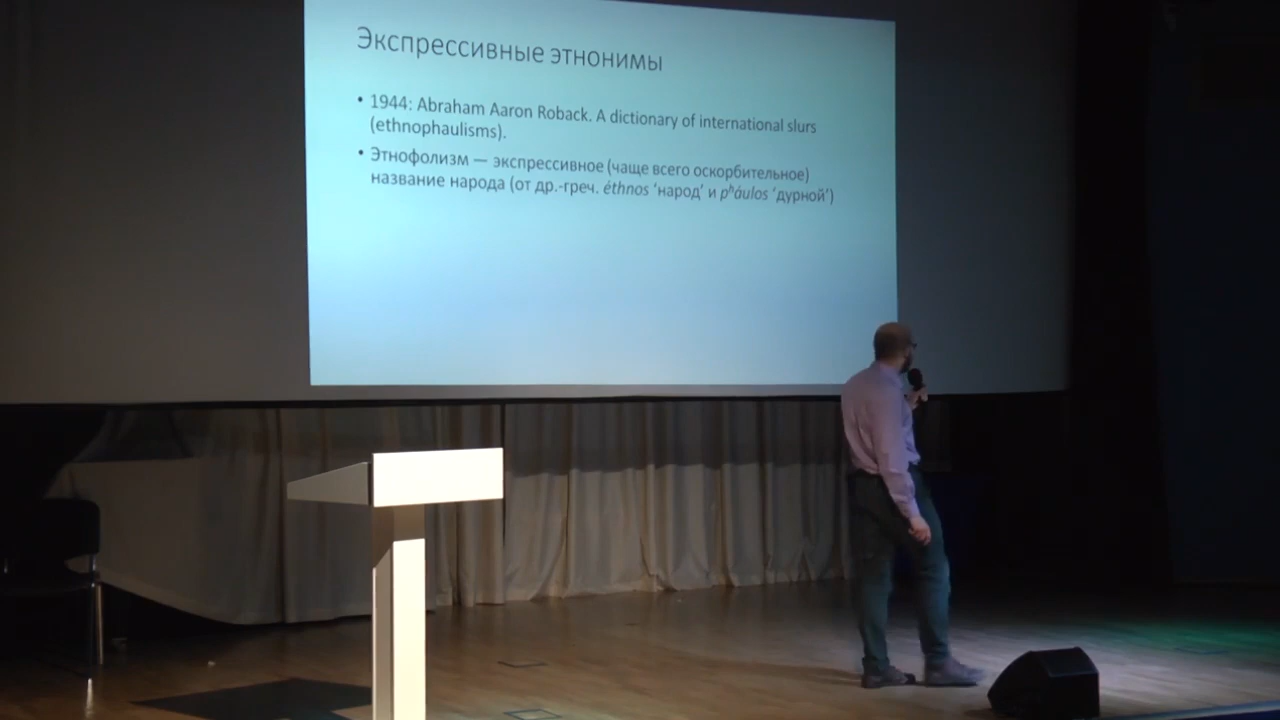 Экспрессивные этнонимы
• 1944: Abraham Aaron Roback. A dictionary of international slurs
(ethnophaulisms).
• Этнофолизм — экспрессивное (чаще всего оскорбительное)
название народа (от др.-греч. éthnos ‘народ’ и pʰáulos ‘дурной’)